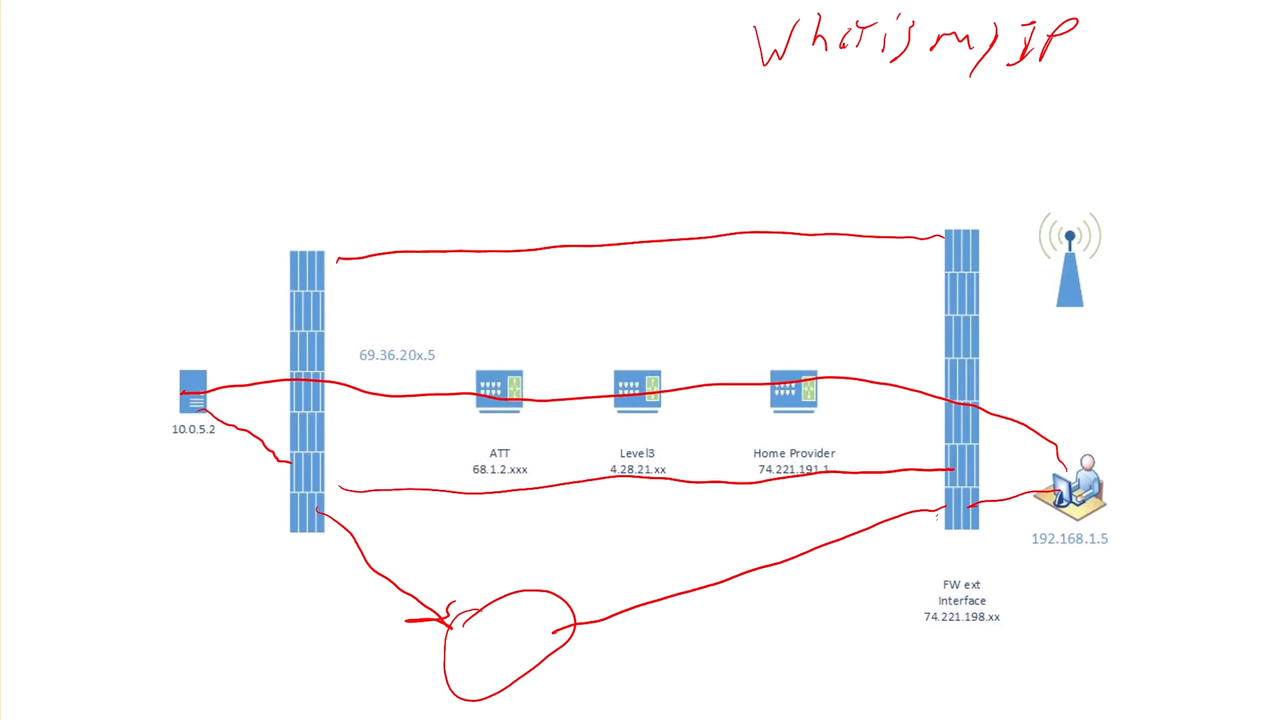 What is my IP
69.36.20x.5
10.0.5.2
ATT
68.1.2.xxx
Level3
4.28.21.xx
Home Provider
74.221.191.1
192.168.1.5
FW ext
Interface
74.221.198.xx